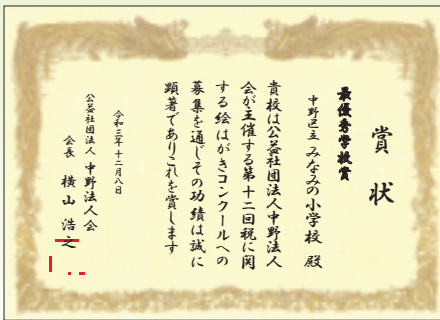 賞状
最優秀学校賞
中野区立 みなみの小学校 殿
貴校は公益社団法人中野法人
会が主催する第十二回税に関
する絵はがきコンクールへの
募集を通じその功績は誠に
顕著でありこれを賞します
令和三年十二月八日
公益社団法人 中野法人会
会長 横山 浩之